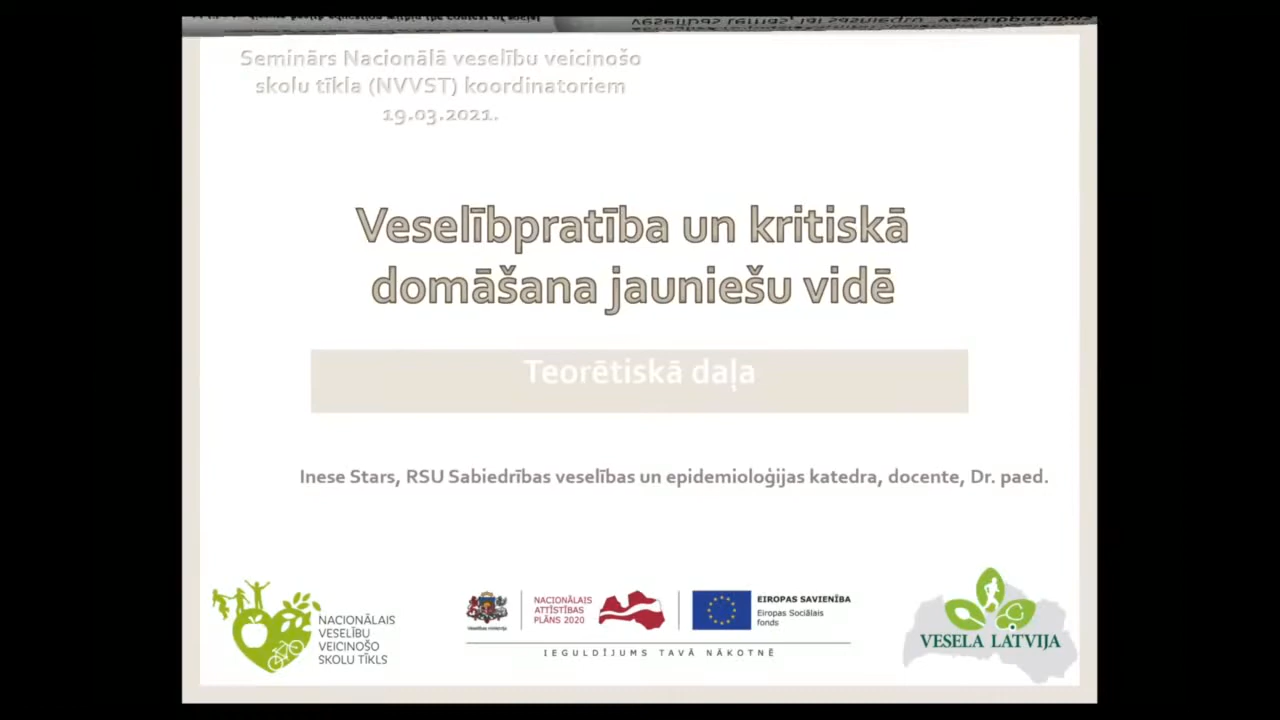 Seminārs Nacionālā veselību veicinošo
skolu tīkla (NVVST) koordinatoriem
19.03.2021.
Veselībpratība un kritiskā
domāšana jauniešu vidē
Teorētiskā daļa
Inese Stars, RSU Sabiedrības veselības un epidemioloģijas katedra, docente, Dr. paed.
NACIONĀLAIS
VESELĪBU
VEICINOŠO
SKOLU TĪKLS
Veselības ministrija
NACIONĀLAIS
ATTĪSTĪBAS
PLĀNS 2020
EIROPAS SAVIENĪBA
Eiropas Sociālais
fonds
IEGULDĪJUMS TAVĀ NĀKOTNĒ
VESELA LATVIJA